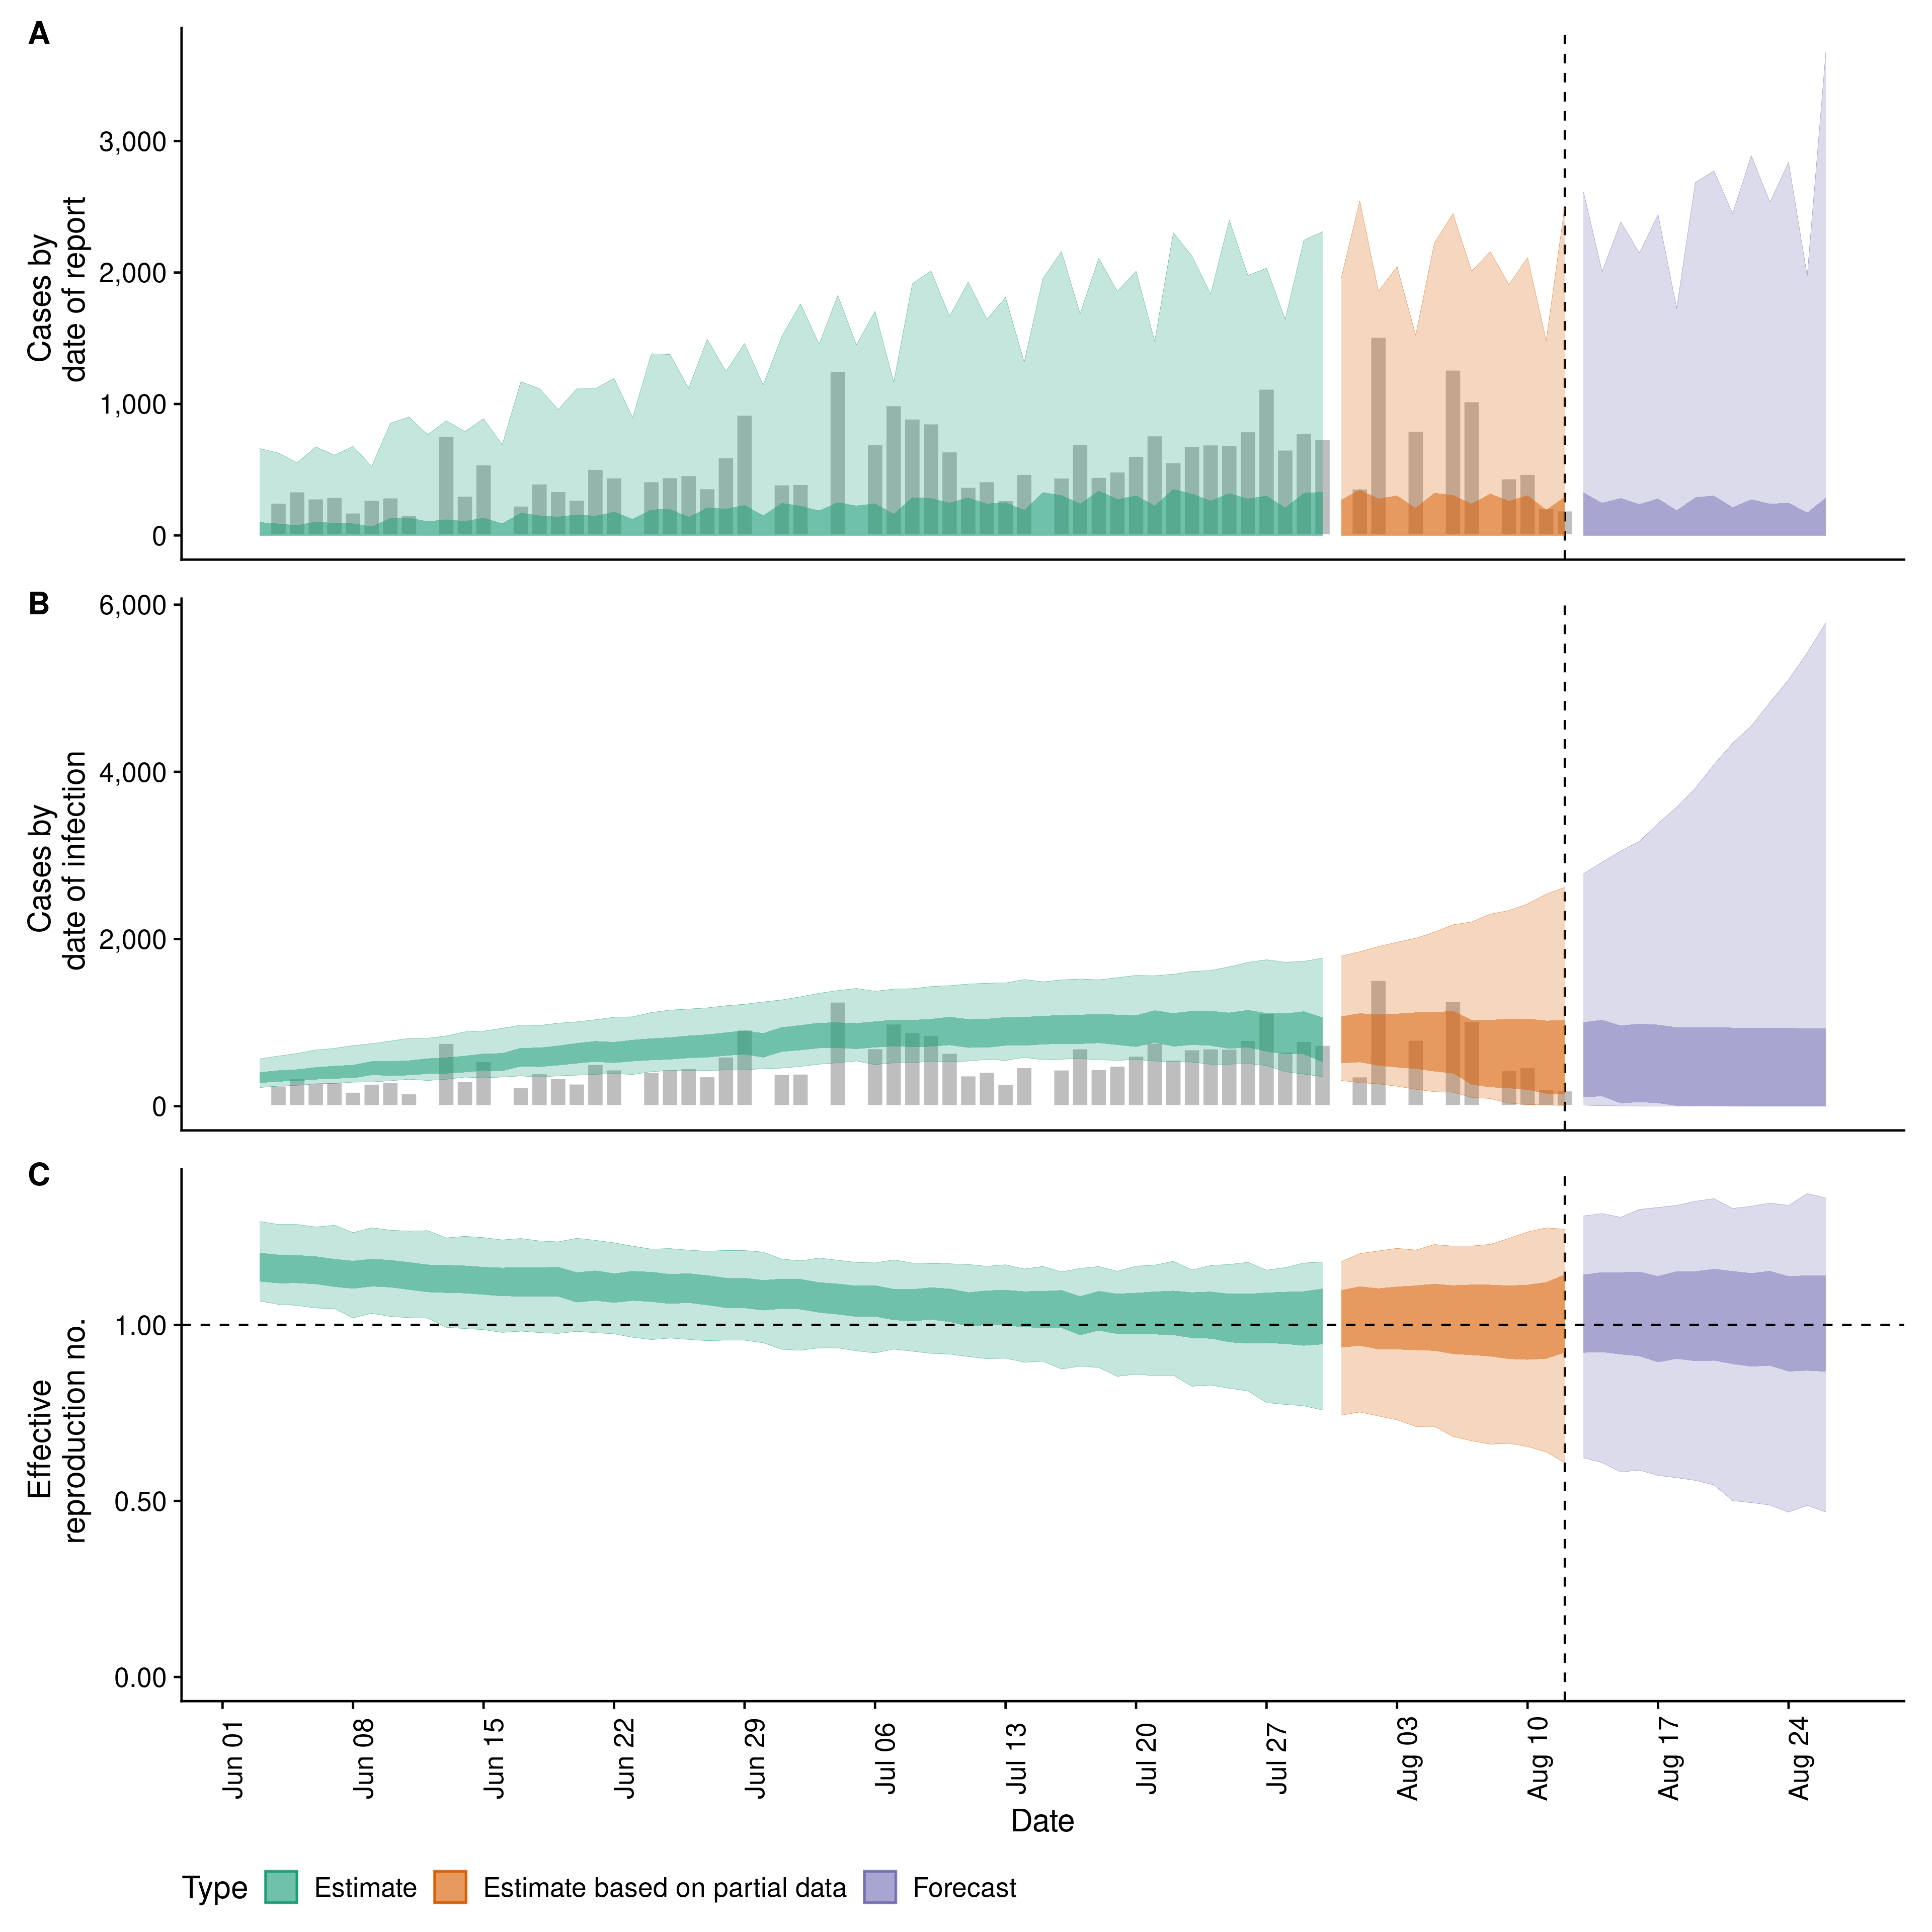 A
Cases by
date of report
3,000
2,000
1,000
0
B
Cases by
date of infection
6,000
4,000
2,000
0
C
Effective
reproduction no.
1.00
0.50
0.00
Jun 01
Jun 08
Jun 15
Jun 22
Jun 29
Jul 06
Jul 13
Jul 20
Jul 27
Aug 03
Aug 10
Aug 17
Aug 24
Date
Type Estimate Estimate based on partial data Forecast